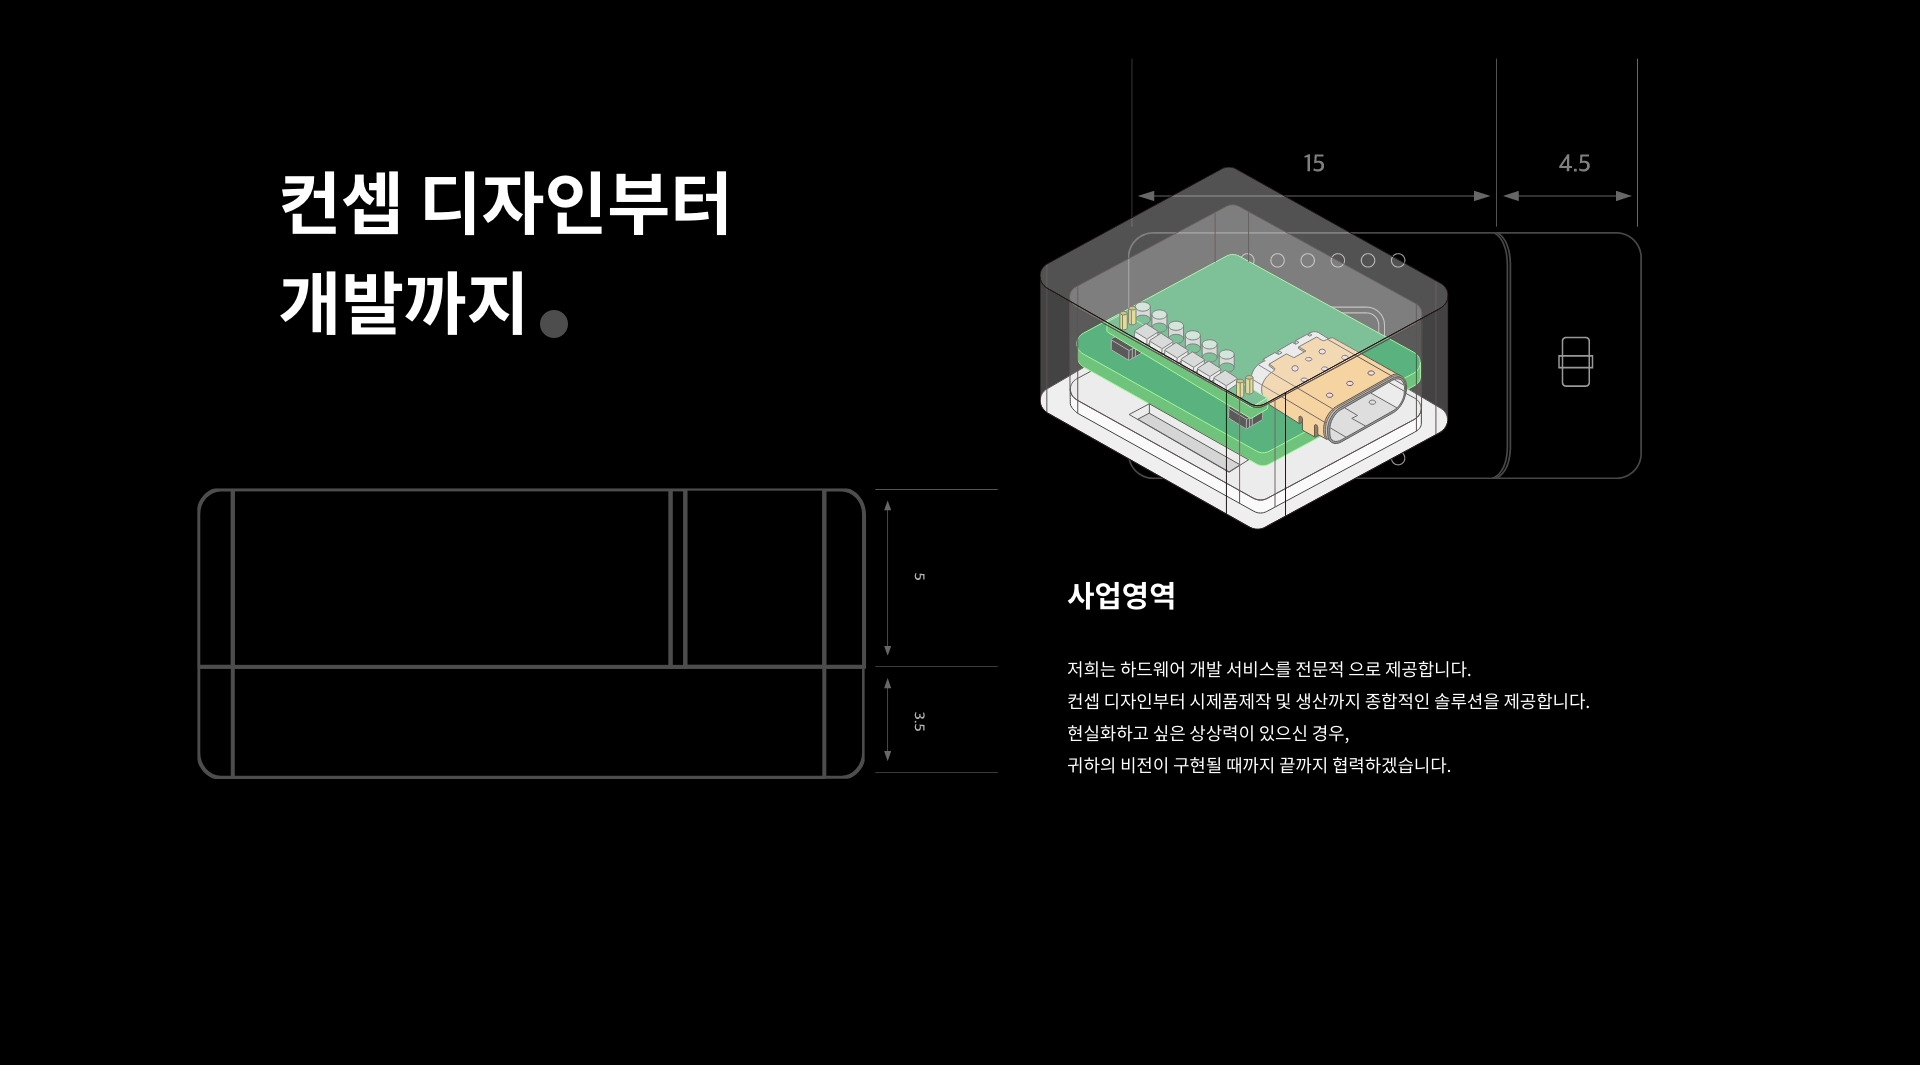 컨셉 디자인부터
개발까지
15
4.5
5
3.5
사업영역
저희는 하드웨어 개발 서비스를 전문적 으로 제공합니다.
컨셉 디자인부터 시제품제작 및 생산까지 종합적인 솔루션을 제공합니다.
현실화하고 싶은 상상력이 있으신 경우,
귀하의 비전이 구현될 때까지 끝까지 협력하겠습니다.